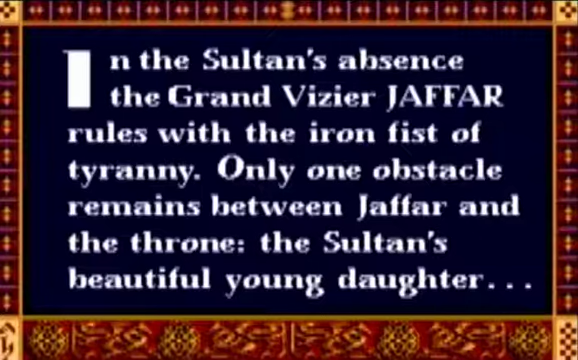 In the Sultan's absence
the Grand Vizier JAFFAR
rules with the iron fist of
tyranny. Only one obstacle
remains between Jaffar and
the throne: the Sultan's
beautiful young daughter...